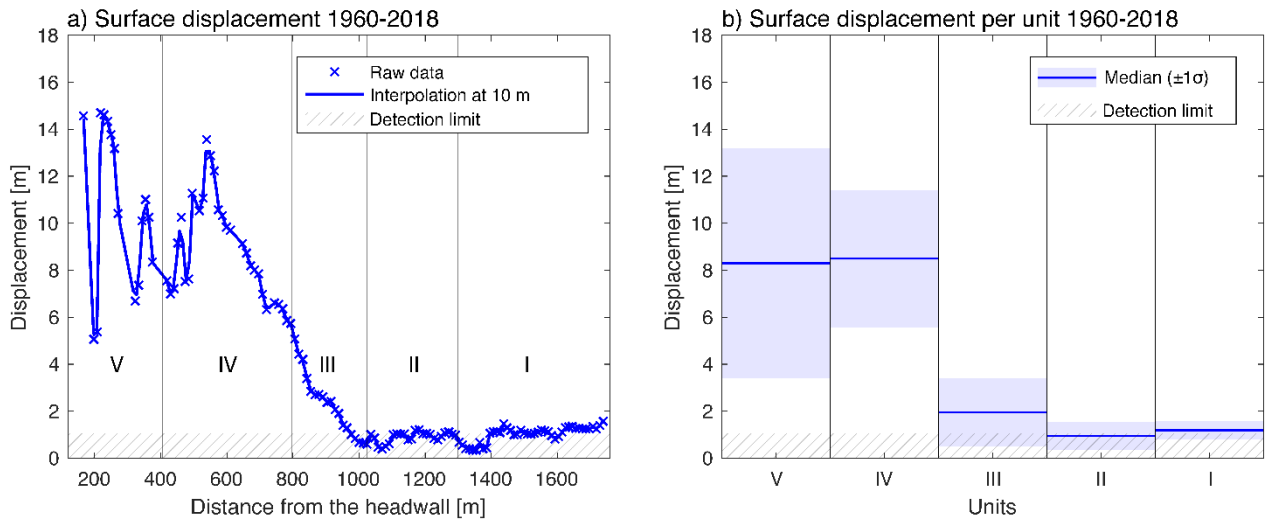 a) Surface displacement 1960-2018
18
16
14
12
10
8
6
4
2
0
Displacement [m]
Raw data
Interpolation at 10 m
Detection limit
V
IV
III
II
I
200
400
600
800
1000
1200
1400
1600
Distance from the headwall [m]
b) Surface displacement per unit 1960-2018
18
16
14
12
10
8
6
4
2
0
Displacement [m]
Median (±1σ)
Detection limit
V
IV
III
II
I
Units